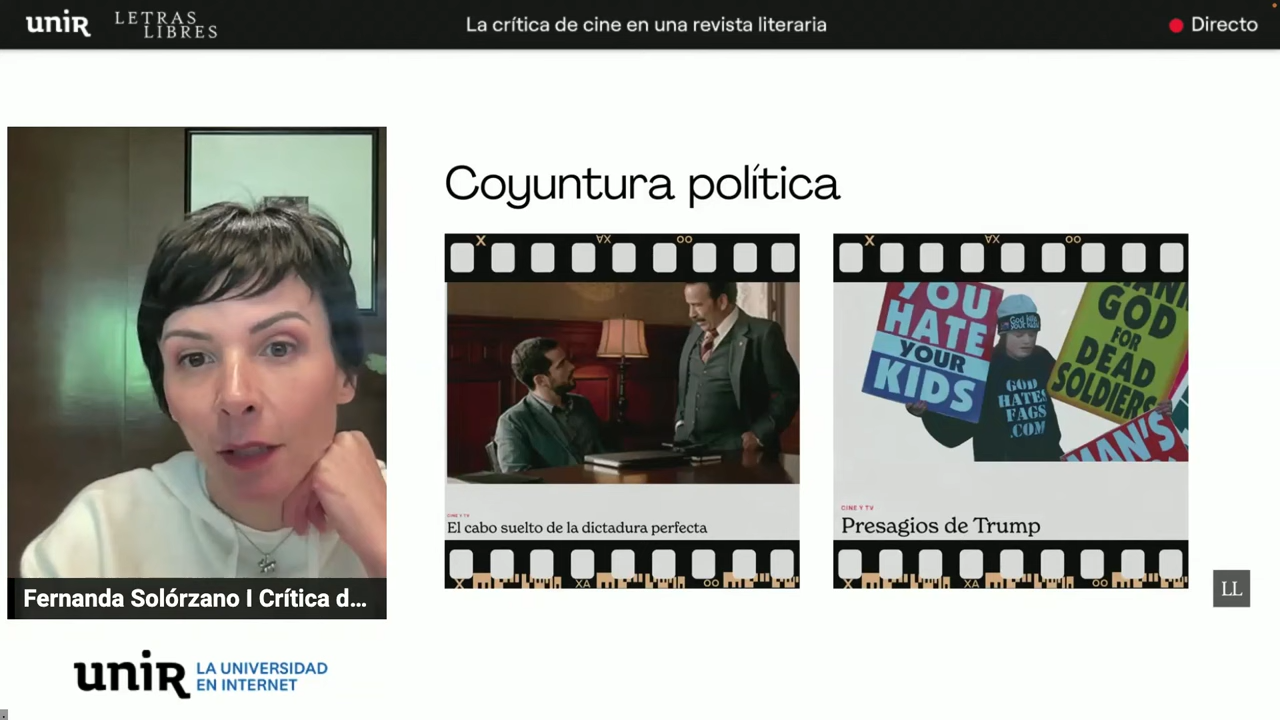 unir LETRAS
LIBRES
La crítica de cine en una revista literaria
Directo
Coyuntura política
YOU
HATE
YOUR
KIDS
GOD
FOR
DEAD
SOLDIERS
GOD
HATES
FAGS
.COM
MAN'S
CINE Y TV
El cabo suelto de la dictadura perfecta
CINE Y TV
Presagios de Trump
Fernanda Solórzano I Crítica d...
LL
unir LA UNIVERSIDAD
EN INTERNET